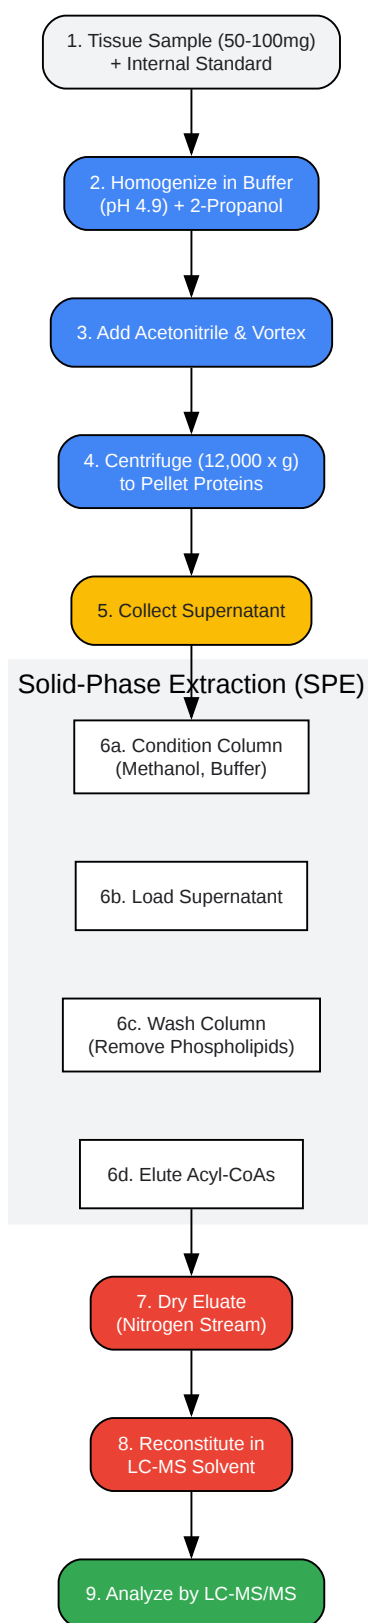 1. Tissue Sample (50-100mg)
+ Internal Standard
2. Homogenize in Buffer
(pH 4.9) + 2-Propanol
3. Add Acetonitrile & Vortex
4. Centrifuge (12,000 x g)
to Pellet Proteins
5. Collect Supernatant
Solid-Phase Extraction (SPE)
6a. Condition Column
(Methanol, Buffer)
6b. Load Supernatant
6c. Wash Column
(Remove Phospholipids)
6d. Elute Acyl-CoAs
7. Dry Eluate
(Nitrogen Stream)
8. Reconstitute in
LC-MS Solvent
9. Analyze by LC-MS/MS